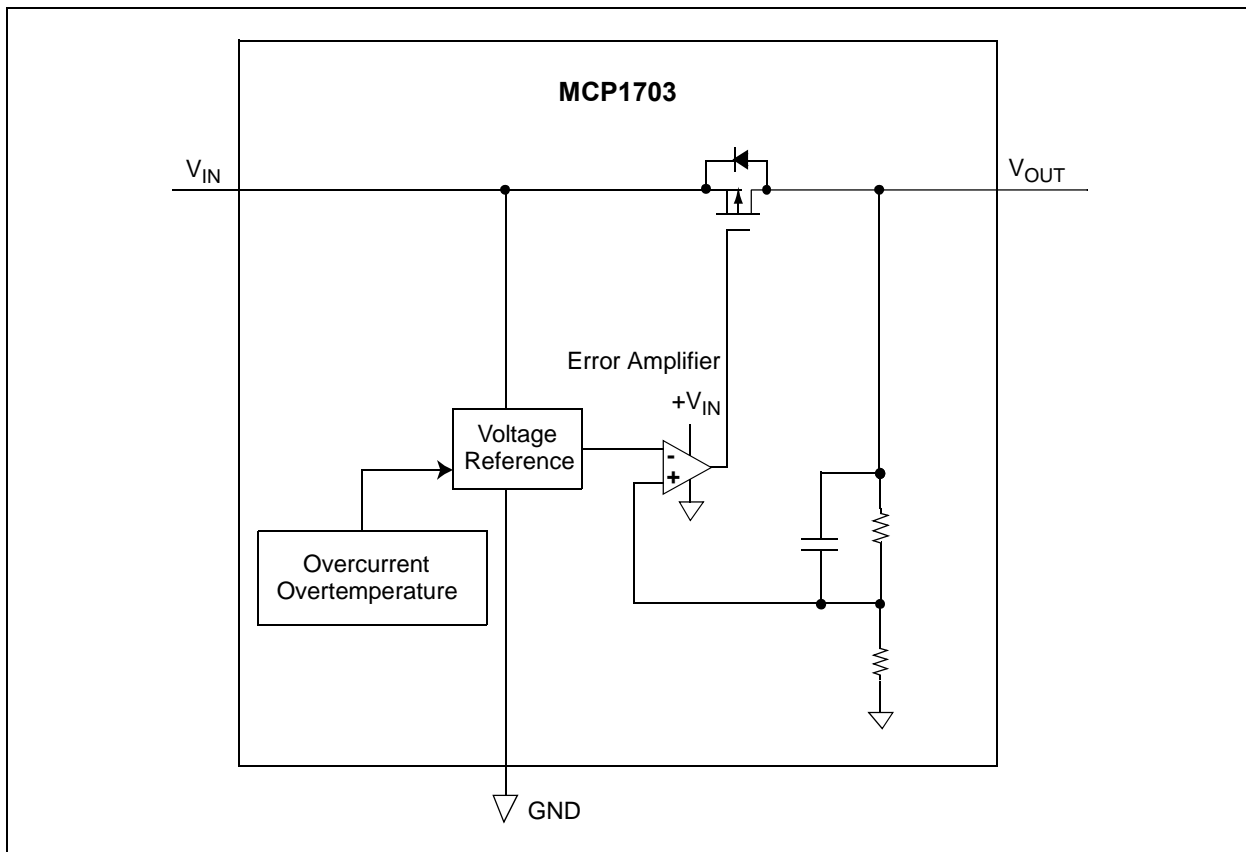 MCP1703
VIN
VOUT
Error Amplifier
+VIN
Voltage
Reference
-
+
Overcurrent
Overtemperature
GND